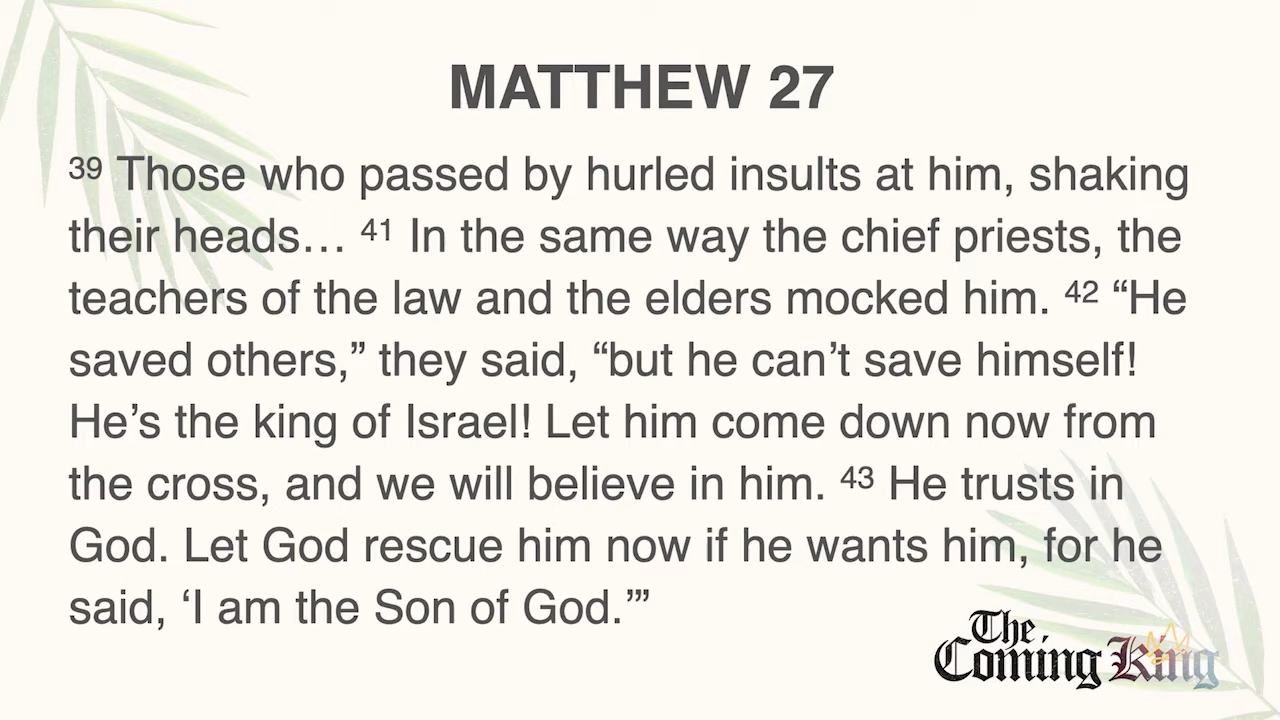 MATTHEW 27
39 Those who passed by hurled insults at him, shaking
their heads… 41 In the same way the chief priests, the
teachers of the law and the elders mocked him. 42 “He
saved others,” they said, “but he can’t save himself!
He’s the king of Israel! Let him come down now from
the cross, and we will believe in him. 43 He trusts in
God. Let God rescue him now if he wants him, for he
said, ‘I am the Son of God.’”
The
Coming King